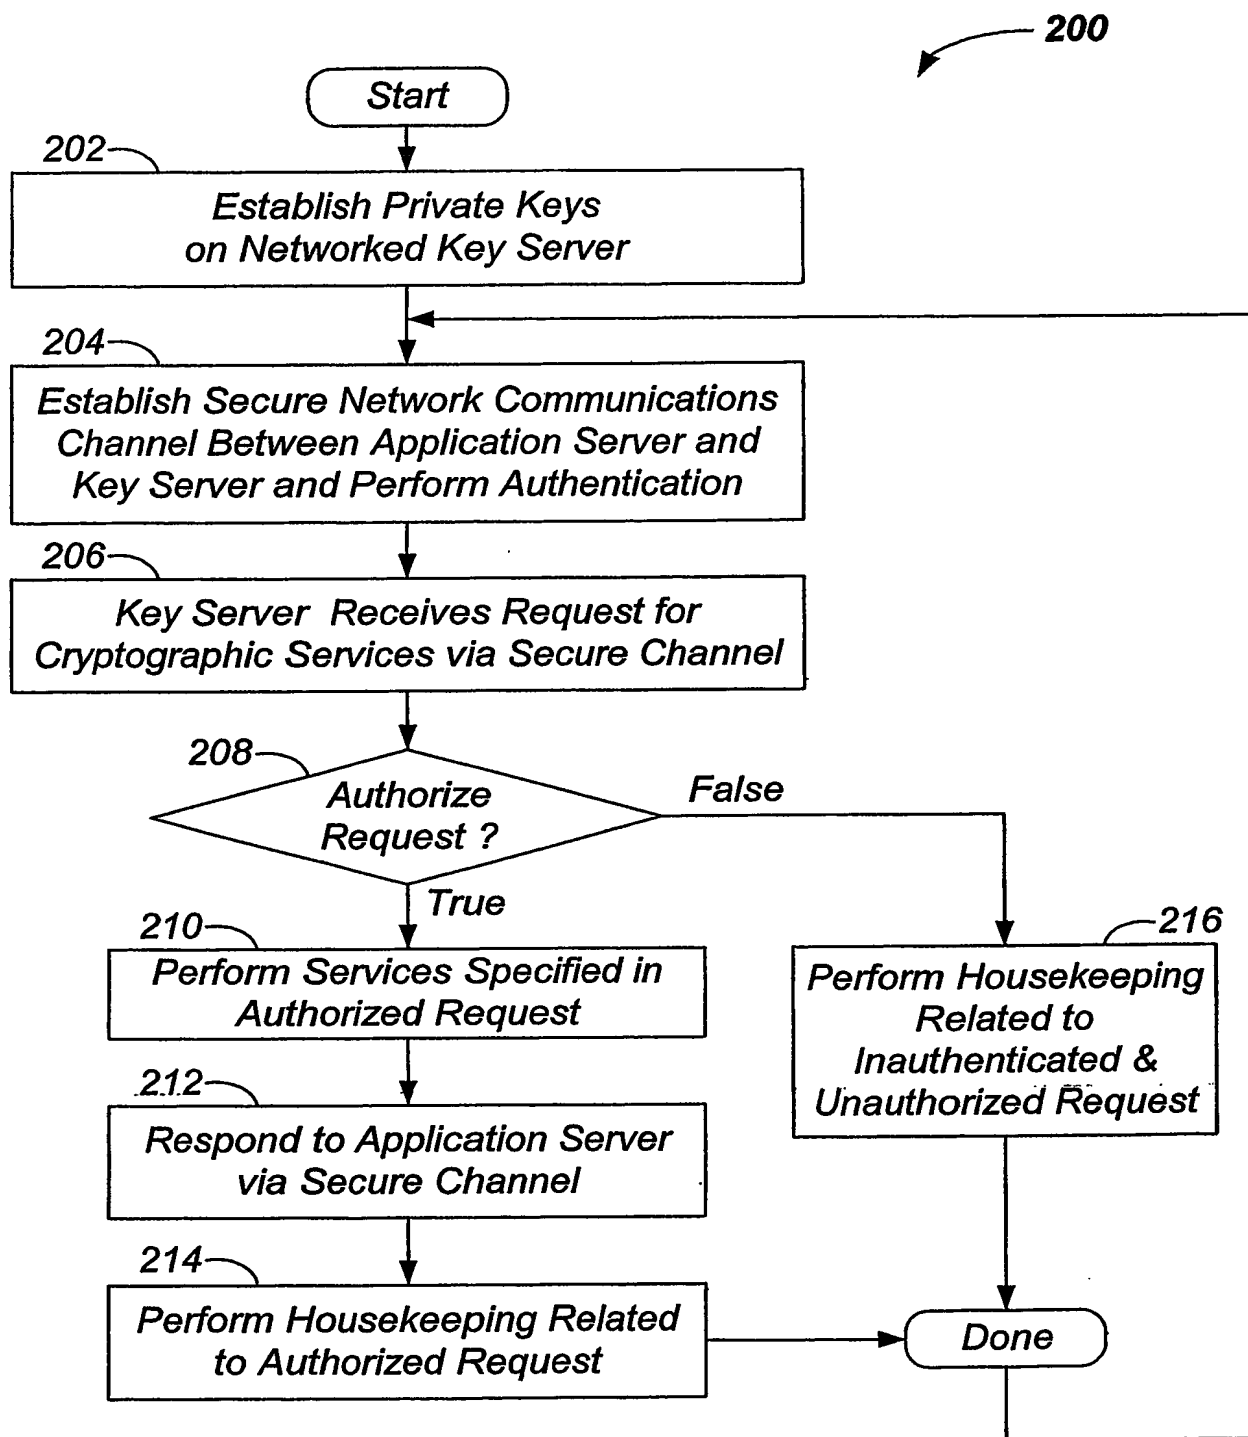 200
Start
202
Establish Private Keys
on Networked Key Server
204
Establish Secure Network Communications
Channel Between Application Server and
Key Server and Perform Authentication
206
Key Server Receives Request for
Cryptographic Services via Secure Channel
208
Authorize
Request ?
False
True
210
Perform Services Specified in
Authorized Request
216
Perform Housekeeping
Related to
Inauthenticated &
Unauthorized Request
212
Respond to Application Server
via Secure Channel
214
Perform Housekeeping Related
to Authorized Request
Done